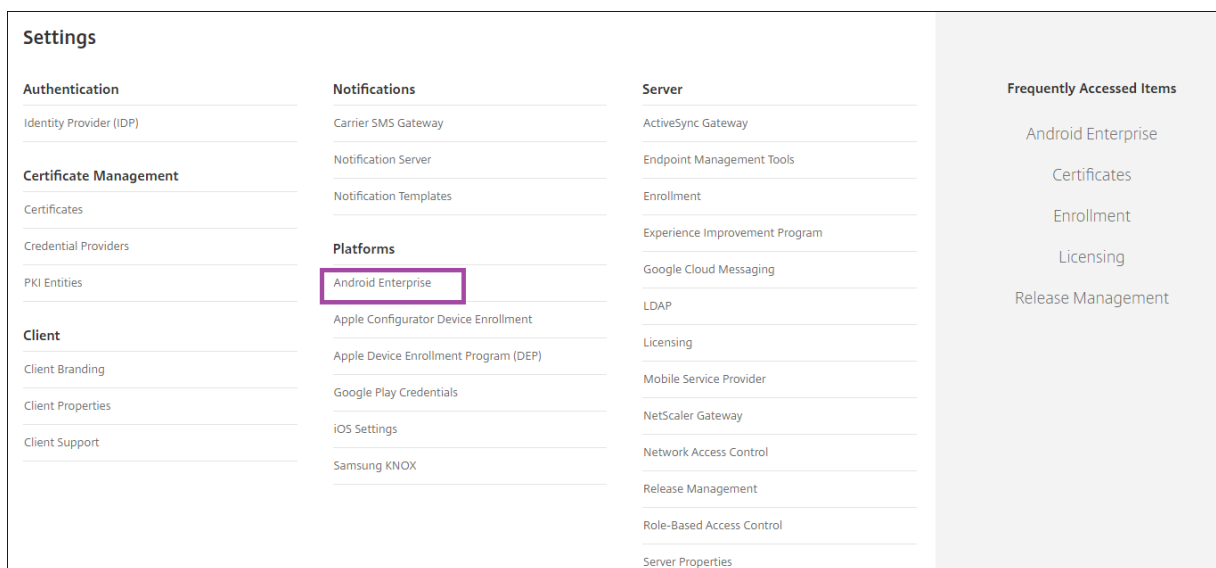 Settings
Authentication
Identity Provider (IDP)
Certificate Management
Certificates
Credential Providers
PKI Entities
Client
Client Branding
Client Properties
Client Support
Notifications
Carrier SMS Gateway
Notification Server
Notification Templates
Platforms
Android Enterprise
Apple Configurator Device Enrollment
Apple Device Enrollment Program (DEP)
Google Play Credentials
iOS Settings
Samsung KNOX
Server
ActiveSync Gateway
Endpoint Management Tools
Enrollment
Experience Improvement Program
Google Cloud Messaging
LDAP
Licensing
Mobile Service Provider
NetScaler Gateway
Network Access Control
Release Management
Role-Based Access Control
Server Properties
Frequently Accessed Items
Android Enterprise
Certificates
Enrollment
Licensing
Release Management